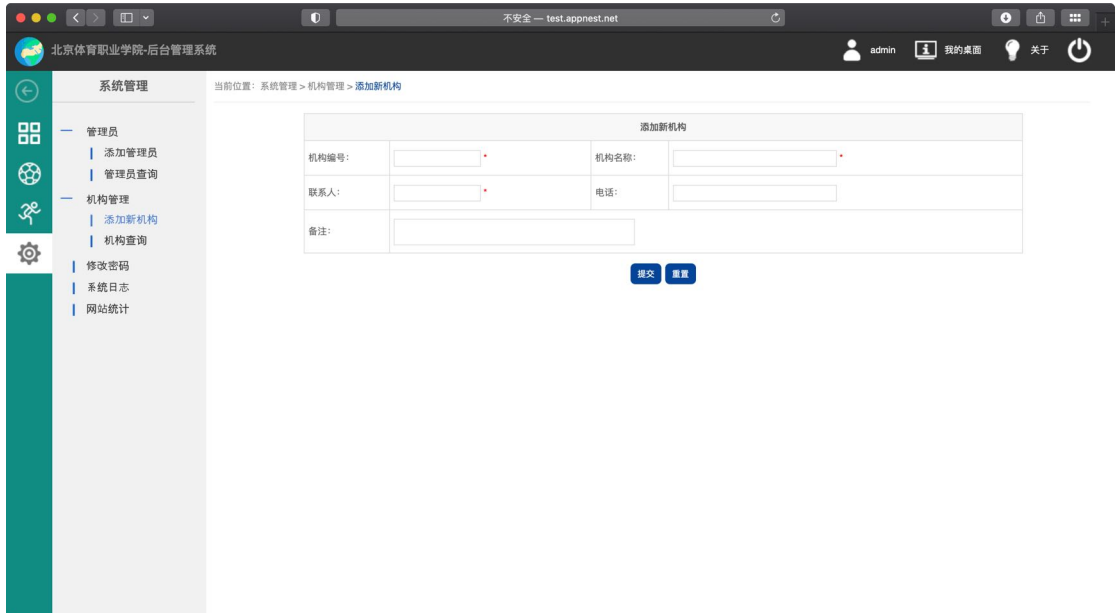 不安全 — test.appnest.net
北京体育职业学院-后台管理系统
admin
我的桌面
关于
系统管理
当前位置：系统管理 > 机构管理 > 添加新机构
管理员
添加管理员
管理员查询
机构管理
添加新机构
机构查询
修改密码
系统日志
网站统计
添加新机构
机构编号： * 机构名称： *
联系人： * 电话：
备注：
提交 重置